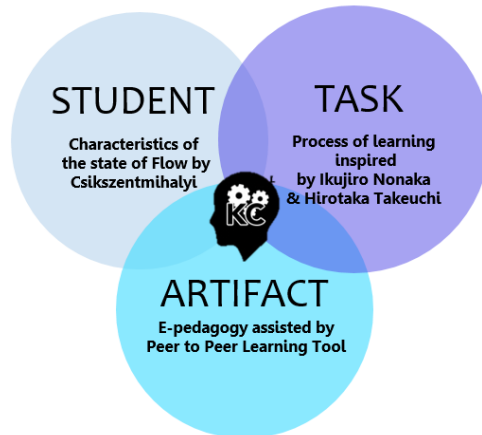 STUDENT
Characteristics of
the state of Flow by
Csikszentmihalyi
TASK
Process of learning
inspired
by Ikujiro Nonaka
& Hirotaka Takeuchi
KC
ARTIFACT
E-pedagogy assisted by
Peer to Peer Learning Tool